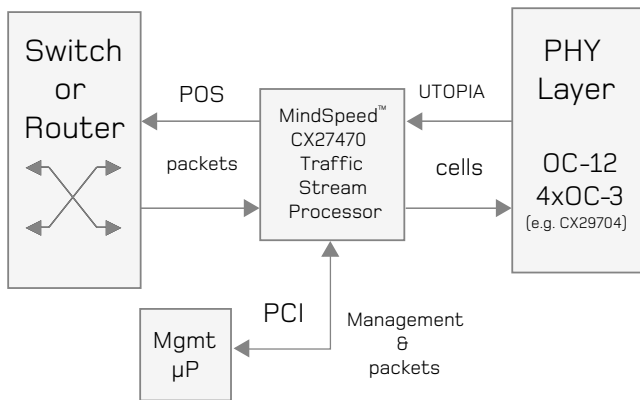 Switch
or
Router
POS
packets
MindSpeed™
CX27470
Traffic
Stream
Processor
UTOPIA
cells
PHY
Layer
OC-12
4xOC-3
(e.g. CX29704)
PCI
Management
&
packets
Mgmt
µP